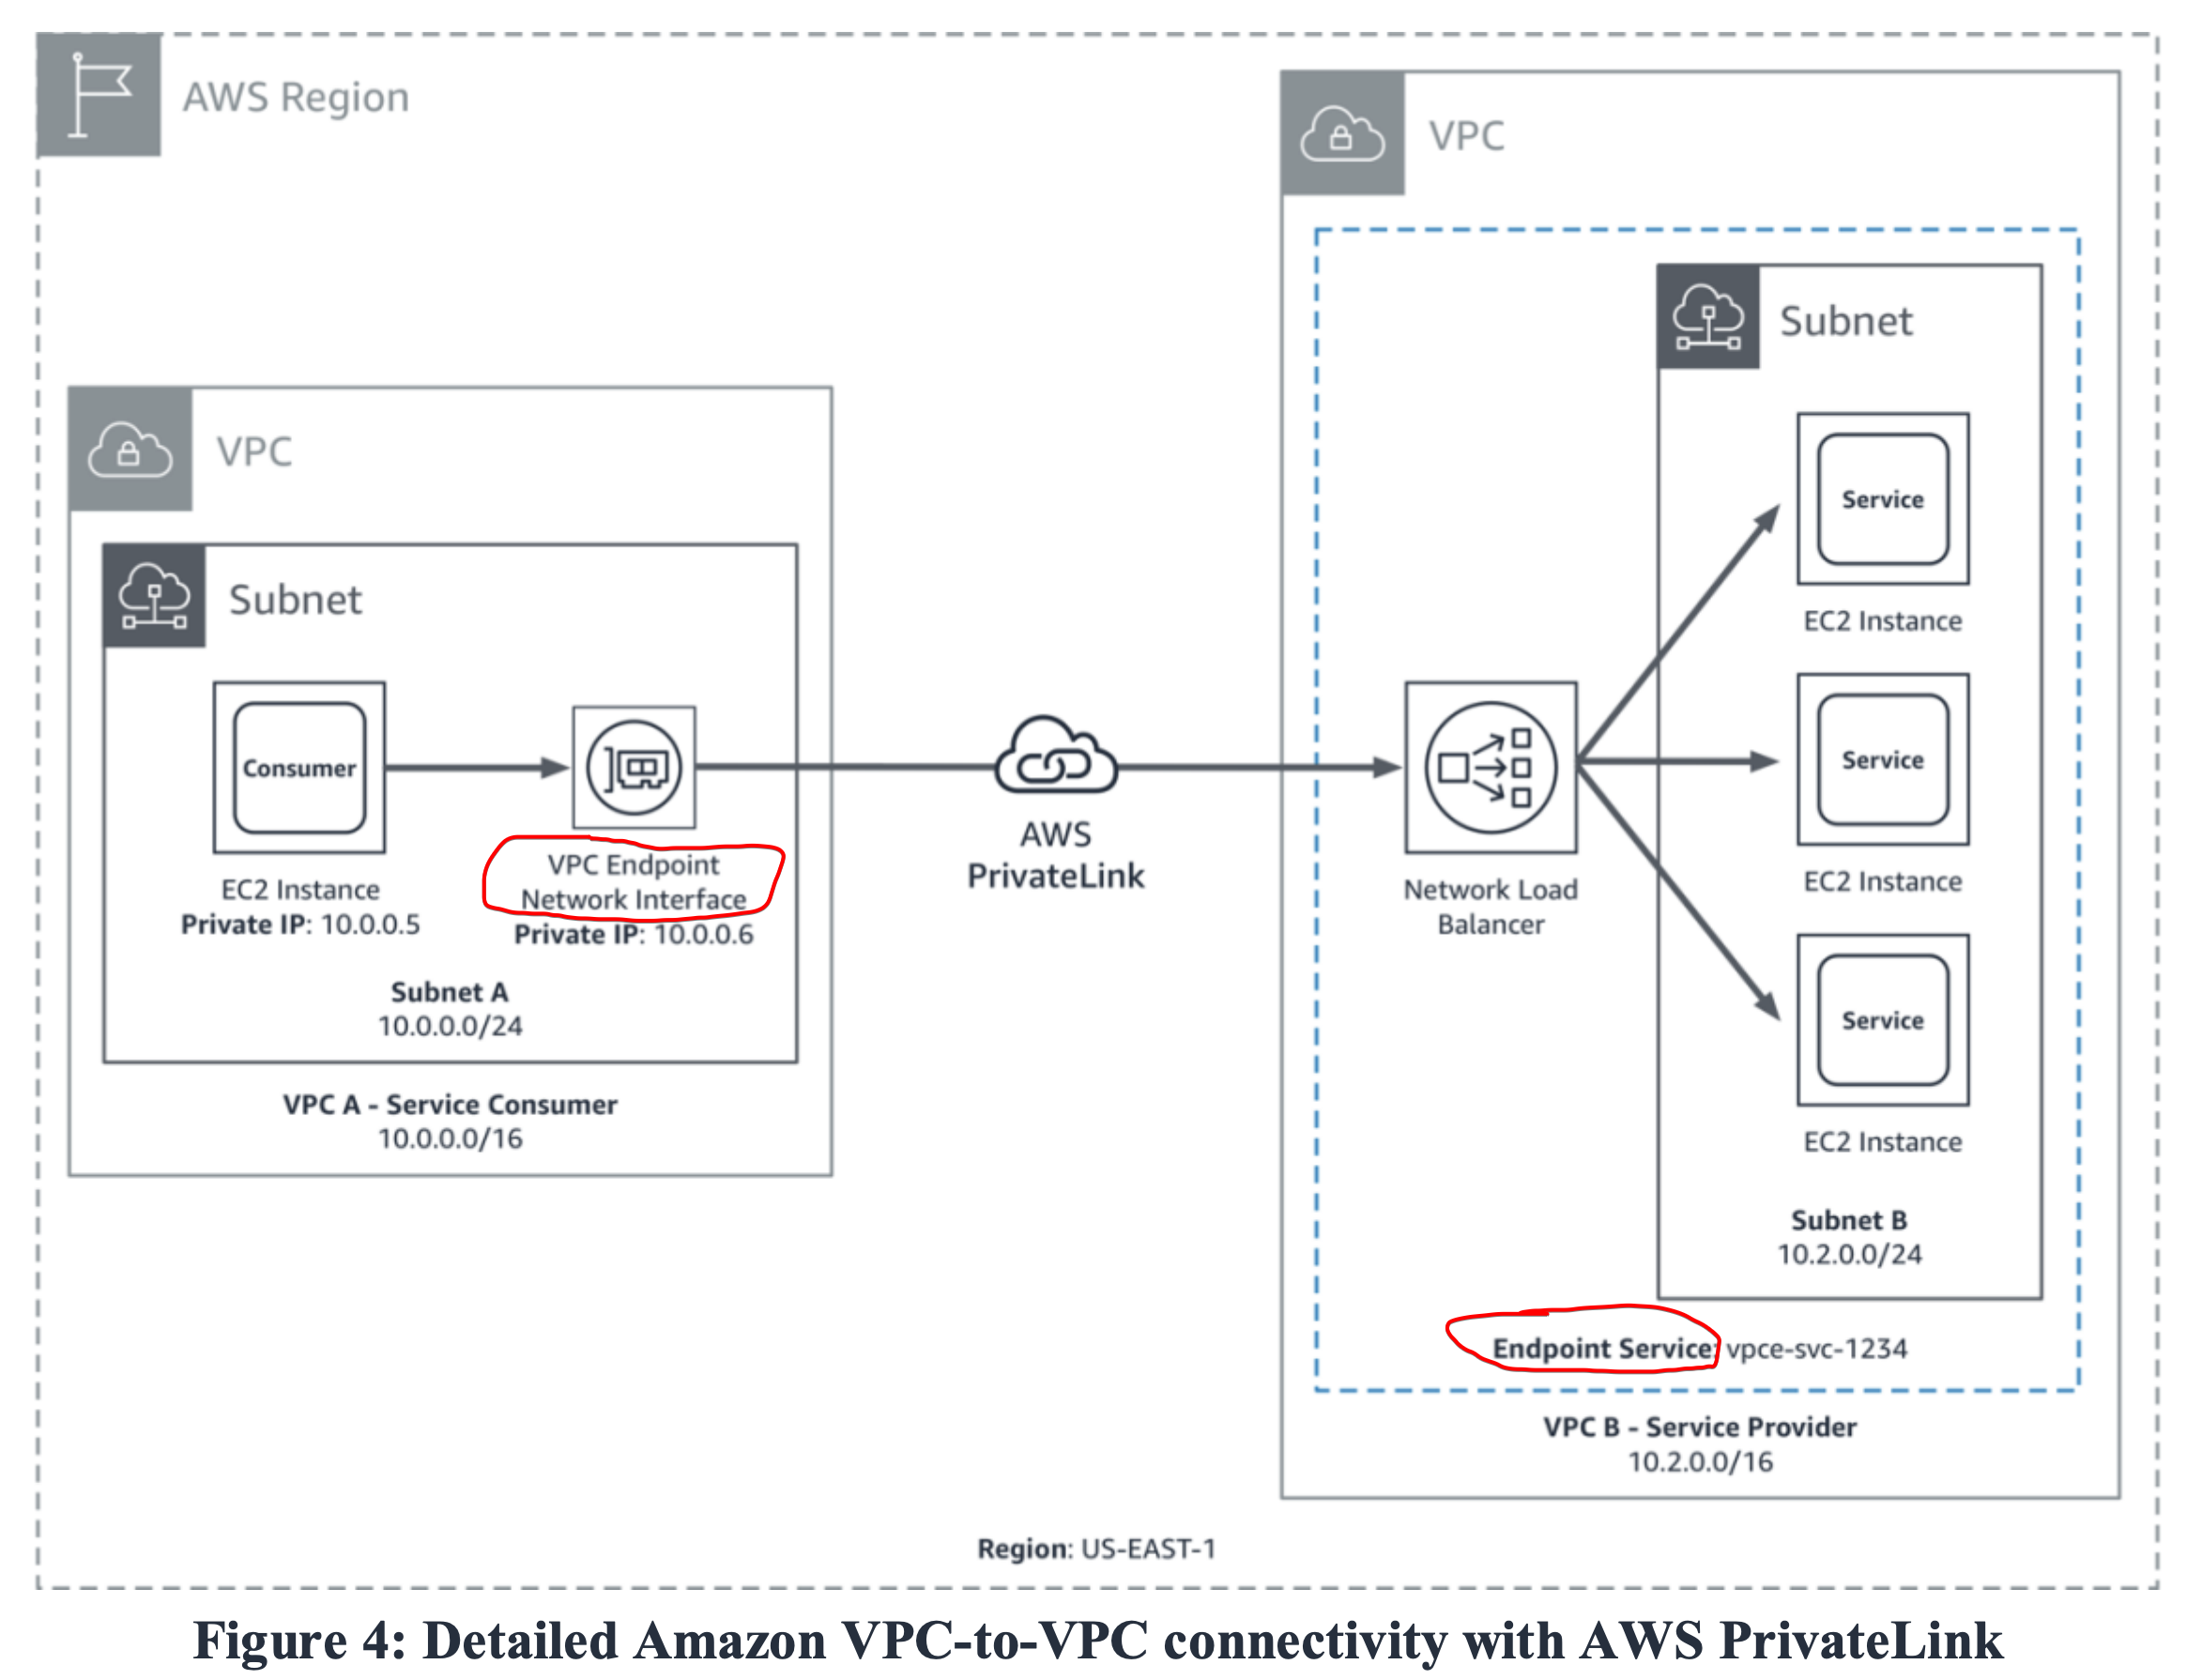 AWS Region
VPC
Subnet
Consumer
EC2 Instance
Private IP: 10.0.0.5
VPC Endpoint
Network Interface
Private IP: 10.0.0.6
Subnet A
10.0.0.0/24
VPC A - Service Consumer
10.0.0.0/16
AWS
PrivateLink
VPC
Network Load
Balancer
Subnet
Service
EC2 Instance
Service
EC2 Instance
Service
EC2 Instance
Subnet B
10.2.0.0/24
Endpoint Service: vpce-svc-1234
VPC B - Service Provider
10.2.0.0/16
Region: US-EAST-1
Figure 4: Detailed Amazon VPC-to-VPC connectivity with AWS PrivateLink